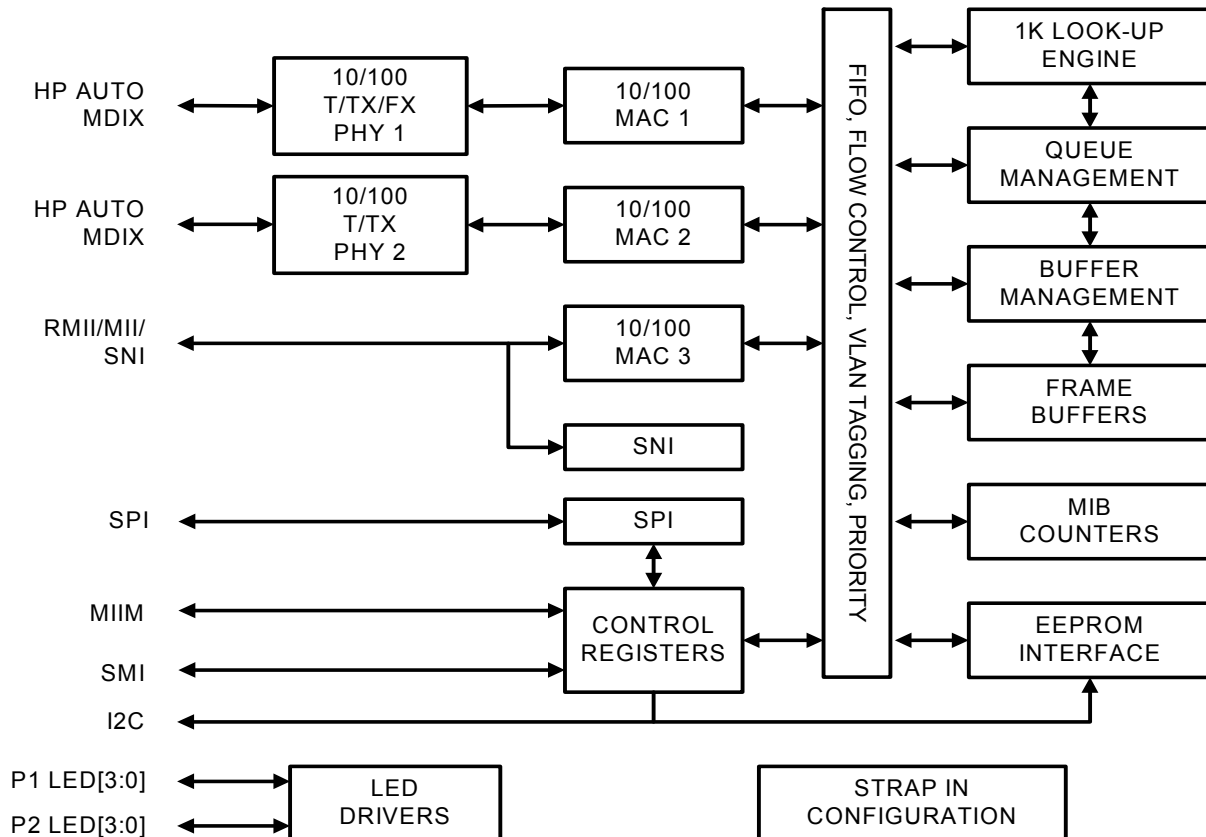 HP AUTO
MDIX
10/100
T/TX/FX
PHY 1
10/100
MAC 1
FIFO, FLOW CONTROL, VLAN TAGGING, PRIORITY
1K LOOK-UP
ENGINE
HP AUTO
MDIX
10/100
T/TX
PHY 2
10/100
MAC 2
QUEUE
MANAGEMENT
RMII/MII/
SNI
10/100
MAC 3
BUFFER
MANAGEMENT
SNI
FRAME
BUFFERS
SPI
SPI
MIB
COUNTERS
MIIM
SMI
I2C
CONTROL
REGISTERS
EEPROM
INTERFACE
P1 LED[3:0]
P2 LED[3:0]
LED
DRIVERS
STRAP IN
CONFIGURATION